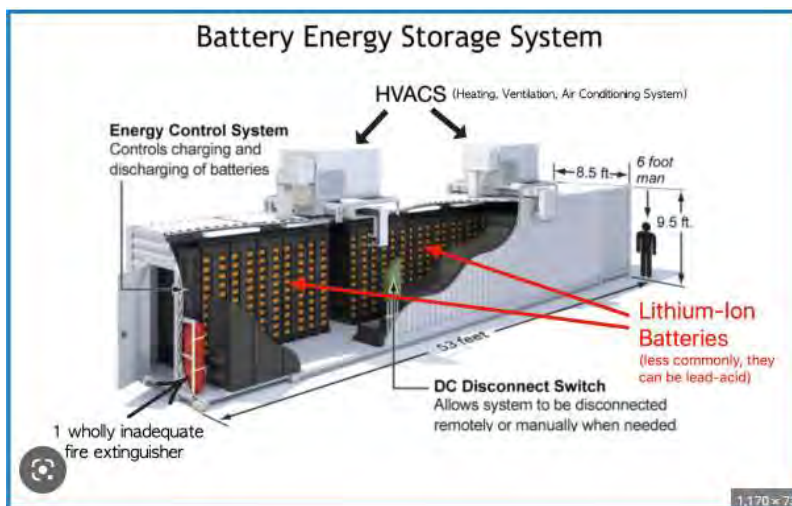 Battery Energy Storage System
HVACS (Heating, Ventilation, Air Conditioning System)
Energy Control System
Controls charging and
discharging of batteries
8.5 ft.
6 foot
man
9.5 ft.
Lithium-Ion
Batteries
(less commonly, they
can be lead-acid)
53 feet
DC Disconnect Switch
Allows system to be disconnected
remotely or manually when needed
1 wholly inadequate
fire extinguisher
1,170 ×